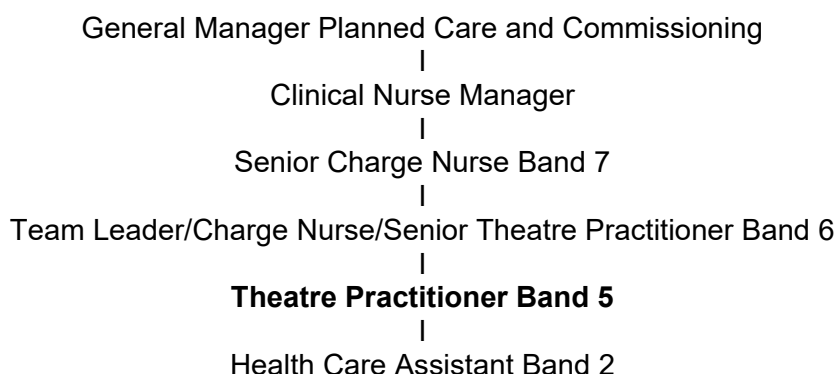 General Manager Planned Care and Commissioning
I
Clinical Nurse Manager
I
Senior Charge Nurse Band 7
I
Team Leader/Charge Nurse/Senior Theatre Practitioner Band 6
I
Theatre Practitioner Band 5
I
Health Care Assistant Band 2